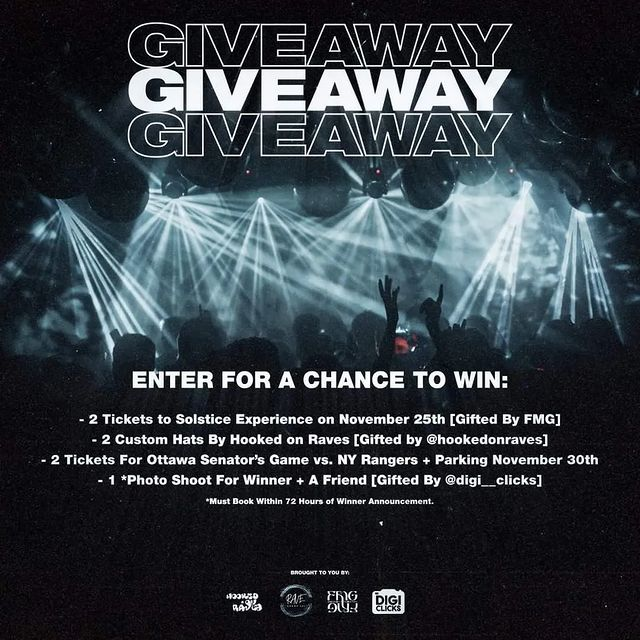 GIVEAWAY
GIVEAWAY
GIVEAWAY
ENTER FOR A CHANCE TO WIN:
- 2 Tickets to Solstice Experience on November 25th [Gifted By FMG]
- 2 Custom Hats By Hooked on Raves [Gifted by @hookedonraves]
- 2 Tickets For Ottawa Senator's Game vs. NY Rangers + Parking November 30th
- 1 *Photo Shoot For Winner + A Friend [Gifted By @digi__clicks]
*Must Book Within 72 Hours of Winner Announcement.
BROUGHT TO YOU BY:
RAVE
DIGI
CLICKS